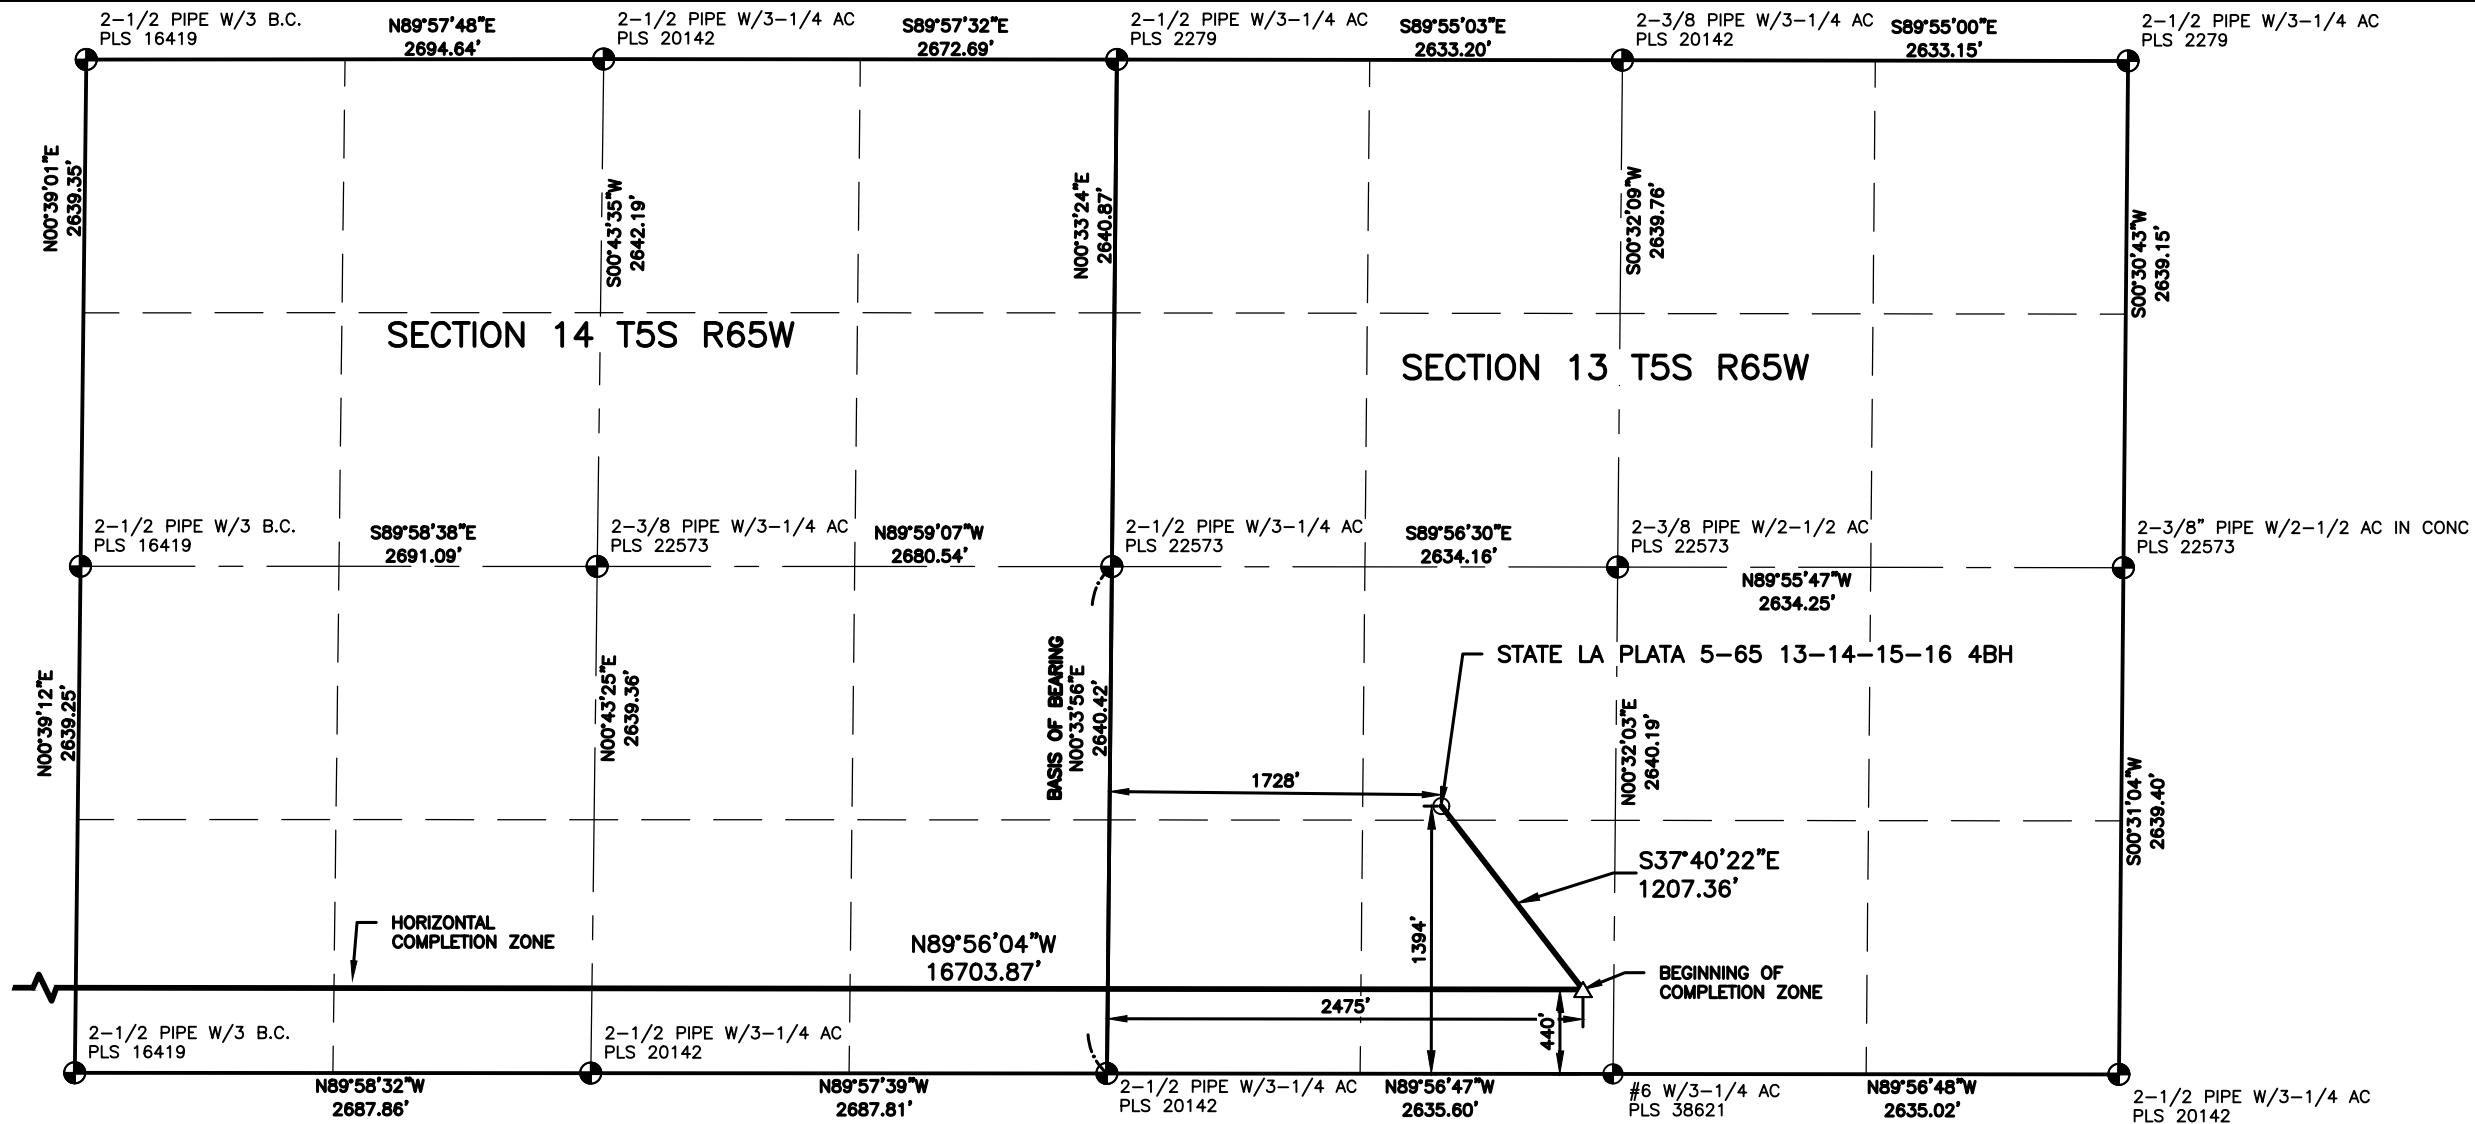 2-1/2 PIPE W/3 B.C.
PLS 16419
N89°57'48"E
2694.64'
2-1/2 PIPE W/3-1/4 AC
PLS 20142
S89°57'32"E
2672.69'
2-1/2 PIPE W/3-1/4 AC
PLS 2279
S89°55'03"E
2633.20'
2-3/8 PIPE W/3-1/4 AC
PLS 20142
S89°55'00"E
2633.15'
2-1/2 PIPE W/3-1/4 AC
PLS 2279
N00°39'01"E
2639.35'
S00°43'35"W
2642.19'
N00°33'24"E
2640.87'
S00°32'09"W
2639.76'
S00°30'43"W
2639.15'
SECTION 14 T5S R65W
SECTION 13 T5S R65W
2-1/2 PIPE W/3 B.C.
PLS 16419
S89°58'38"E
2691.09'
2-3/8 PIPE W/3-1/4 AC
PLS 22573
N89°59'07"W
2680.54'
2-1/2 PIPE W/3-1/4 AC
PLS 22573
S89°56'30"E
2634.16'
2-3/8 PIPE W/2-1/2 AC
PLS 22573
N89°55'47"W
2634.25'
2-3/8" PIPE W/2-1/2 AC IN CONC
PLS 22573
N00°39'12"E
2639.25'
N00°43'25"E
2639.36'
BASIS OF BEARING
N00°33'56"E
2640.42'
STATE LA PLATA 5-65 13-14-15-16 4BH
N00°32'03"E
2640.19'
S00°31'04"W
2639.40'
1728'
S37°40'22"E
1207.36'
1394'
HORIZONTAL
COMPLETION ZONE
N89°56'04"W
16703.87'
BEGINNING OF
COMPLETION ZONE
2475'
440'
2-1/2 PIPE W/3 B.C.
PLS 16419
N89°58'32"W
2687.86'
2-1/2 PIPE W/3-1/4 AC
PLS 20142
N89°57'39"W
2687.81'
2-1/2 PIPE W/3-1/4 AC
PLS 20142
N89°56'47"W
2635.60'
#6 W/3-1/4 AC
PLS 38621
N89°56'48"W
2635.02'
2-1/2 PIPE W/3-1/4 AC
PLS 20142